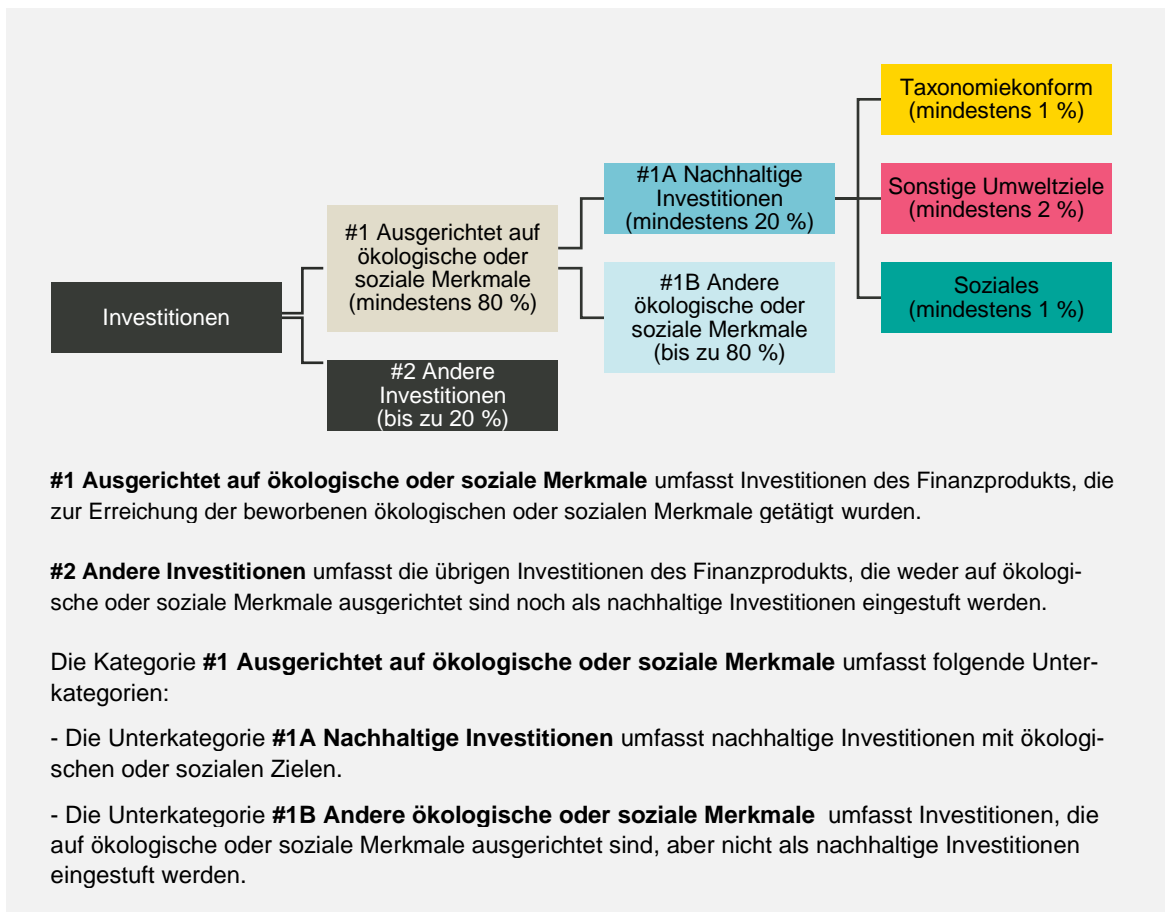 Investitionen
#1 Ausgerichtet auf
ökologische oder
soziale Merkmale
(mindestens 80 %)
#2 Andere
Investitionen
(bis zu 20 %)
#1A Nachhaltige
Investitionen
(mindestens 20 %)
#1B Andere
ökologische oder
soziale Merkmale
(bis zu 80 %)
Taxonomiekonform
(mindestens 1 %)
Sonstige Umweltziele
(mindestens 2 %)
Soziales
(mindestens 1 %)
#1 Ausgerichtet auf ökologische oder soziale Merkmale umfasst Investitionen des Finanzprodukts, die
zur Erreichung der beworbenen ökologischen oder sozialen Merkmale getätigt wurden.
#2 Andere Investitionen umfasst die übrigen Investitionen des Finanzprodukts, die weder auf ökologi-
sche oder soziale Merkmale ausgerichtet sind noch als nachhaltige Investitionen eingestuft werden.
Die Kategorie #1 Ausgerichtet auf ökologische oder soziale Merkmale umfasst folgende Unter-
kategorien:
- Die Unterkategorie #1A Nachhaltige Investitionen umfasst nachhaltige Investitionen mit ökologi-
schen oder sozialen Zielen.
- Die Unterkategorie #1B Andere ökologische oder soziale Merkmale umfasst Investitionen, die
auf ökologische oder soziale Merkmale ausgerichtet sind, aber nicht als nachhaltige Investitionen
eingestuft werden.